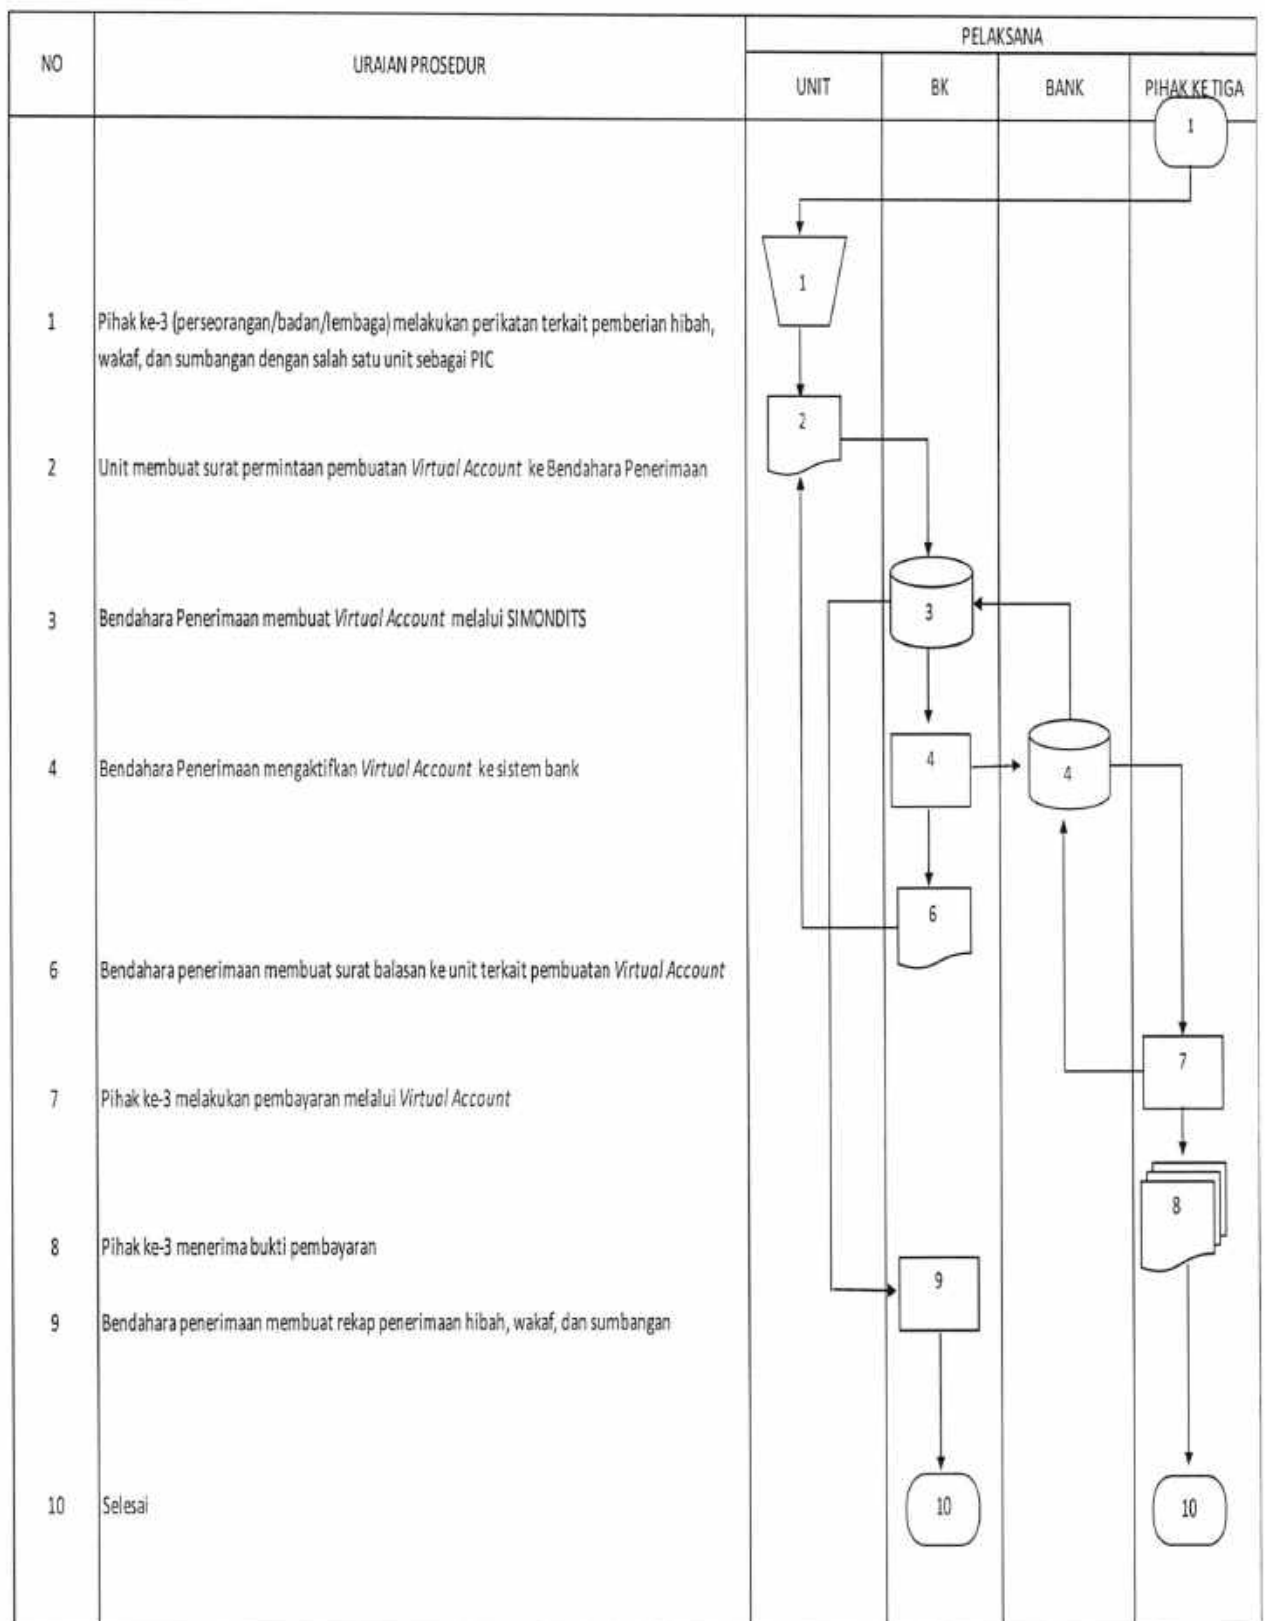 PELAKSANA
NO
URAIAN PROSEDUR
UNIT
BK
BANK
PIHAK KE TIGA
1
1
1
Pihak ke-3 (perseorangan/badan/lembaga) melakukan perikatan terkait pemberian hibah,
wakaf, dan sumbangan dengan salah satu unit sebagai PIC
2
2
Unit membuat surat permintaan pembuatan Virtual Account ke Bendahara Penerimaan
3
Bendahara Penerimaan membuat Virtual Account melalui SIMONDITS
3
4
Bendahara Penerimaan mengaktifkan Virtual Account ke sistem bank
4
4
6
6
Bendahara penerimaan membuat surat balasan ke unit terkait pembuatan Virtual Account
7
7
Pihak ke-3 melakukan pembayaran melalui Virtual Account
8
8
Pihak ke-3 menerima bukti pembayaran
9
9
Bendahara penerimaan membuat rekap penerimaan hibah, wakaf, dan sumbangan
10
Selesai
10
10